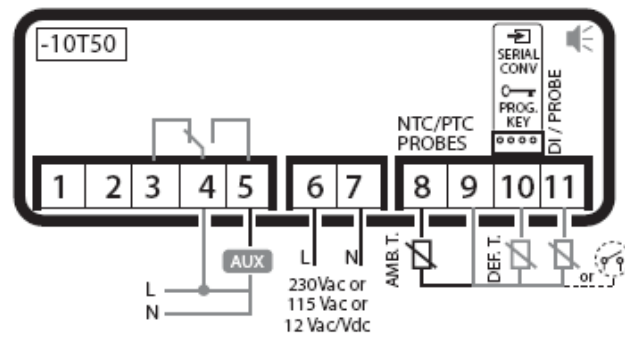 -10T50
SERIAL
CONV
PROG.
KEY
DI / PROBE
NTC/PTC
PROBES
1 2 3 4 5 6 7 8 9 10 11
AUX
L
N
L N
230Vac or
115 Vac or
12 Vac/Vdc
AMB. T.
DEF. T.
or